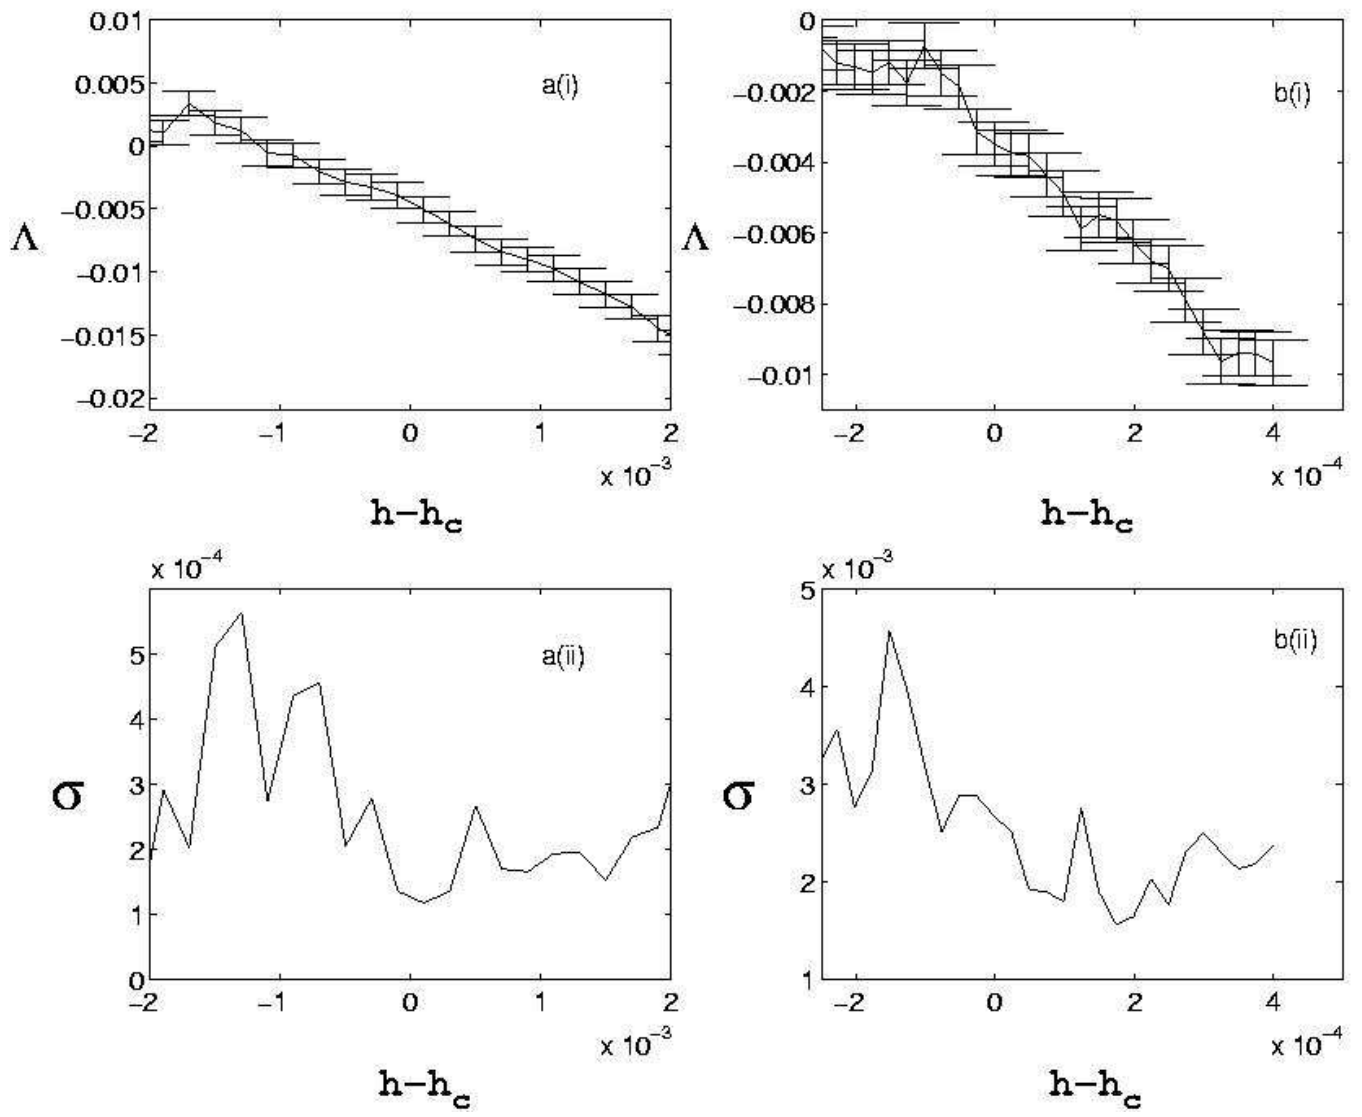 0.01
0.005
0
−0.005
−0.01
−0.015
−0.02
Λ
a(i)
−2 −1 0 1 2
x 10⁻³
h−h_c
0
−0.002
−0.004
−0.006
−0.008
−0.01
Λ
b(i)
−2 0 2 4
x 10⁻⁴
h−h_c
x 10⁻⁴
5
4
3
2
1
0
σ
a(ii)
−2 −1 0 1 2
x 10⁻³
h−h_c
x 10⁻³
5
4
3
2
1
σ
b(ii)
−2 0 2 4
x 10⁻⁴
h−h_c